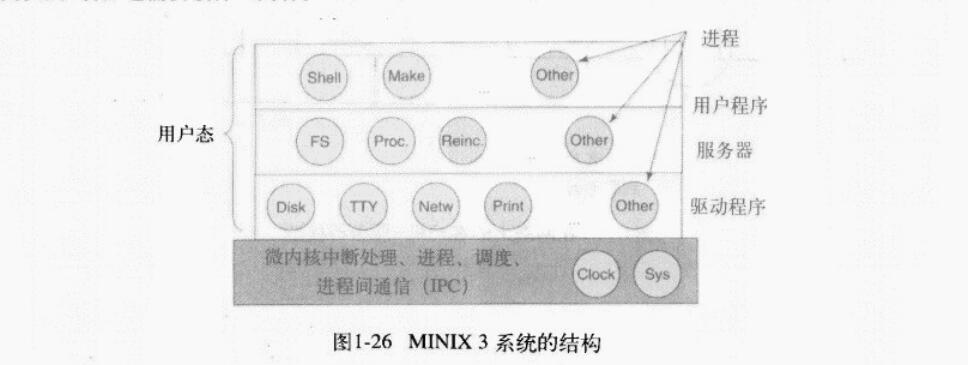 进程
Shell Make Other
用户程序
用户态
FS Proc. Reinc. Other
服务器
Disk TTY Netw Print Other
驱动程序
微内核中断处理、进程、调度、
进程间通信（IPC）
Clock Sys
图1-26 MINIX 3 系统的结构